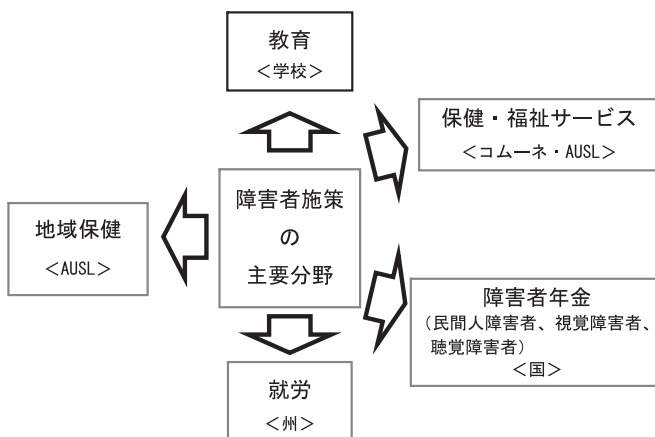 教育
<学校>
保健・福祉サービス
<コムーネ・AUSL>
障害者施策
の
主要分野
地域保健
<AUSL>
障害者年金
（民間人障害者、視覚障害者、
聴覚障害者）
<国>
就労
<州>